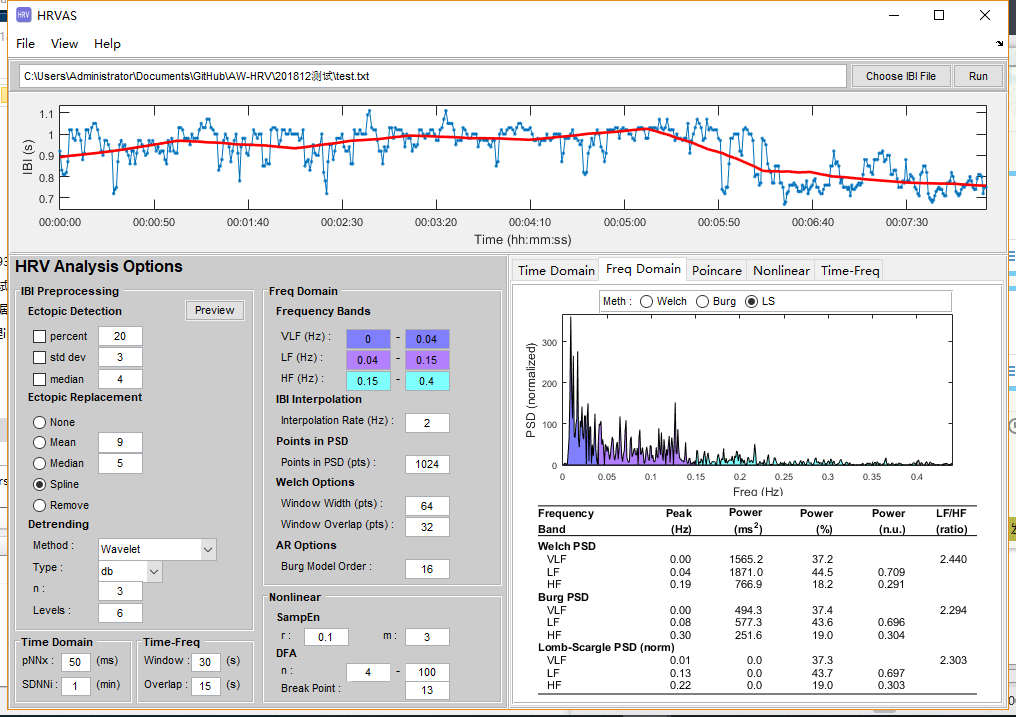 HRV HRVAS
File View Help
C:\Users\Administrator\Documents\GitHub\AW-HRV\201812测试\test.txt Choose IBI File Run
IBI (s)
1.1
1
0.9
0.8
0.7
00:00:00 00:00:50 00:01:40 00:02:30 00:03:20 00:04:10 00:05:00 00:05:50 00:06:40 00:07:30
Time (hh:mm:ss)
HRV Analysis Options
IBI Preprocessing
Ectopic Detection Preview
percent 20
std dev 3
median 4
Ectopic Replacement
None
Mean 9
Median 5
Spline
Remove
Detrending
Method : Wavelet
Type : db
n : 3
Levels : 6
Time Domain
pNNx : 50 (ms)
SDNNi : 1 (min)
Time-Freq
Window : 30 (s)
Overlap : 15 (s)
Freq Domain
Frequency Bands
VLF (Hz) : 0 - 0.04
LF (Hz) : 0.04 - 0.15
HF (Hz) : 0.15 - 0.4
IBI Interpolation
Interpolation Rate (Hz) : 2
Points in PSD
Points in PSD (pts) : 1024
Welch Options
Window Width (pts) : 64
Window Overlap (pts) : 32
AR Options
Burg Model Order : 16
Nonlinear
SampEn
r : 0.1 m : 3
DFA
n : 4 - 100
Break Point : 13
Time Domain Freq Domain Poincare Nonlinear Time-Freq
Meth : Welch Burg LS
PSD (normalized)
300
200
100
0
0 0.05 0.1 0.15 0.2 0.25 0.3 0.35 0.4
Freq (Hz)
Frequency Peak Power Power Power LF/HF
Band (Hz) (ms2) (%) (n.u.) (ratio)
Welch PSD
VLF 0.00 1565.2 37.2 2.440
LF 0.04 1871.0 44.5 0.709
HF 0.19 766.9 18.2 0.291
Burg PSD
VLF 0.00 494.3 37.4 2.294
LF 0.08 577.3 43.6 0.696
HF 0.30 251.6 19.0 0.304
Lomb-Scargle PSD (norm)
VLF 0.01 0.0 37.3 2.303
LF 0.13 0.0 43.7 0.697
HF 0.22 0.0 19.0 0.303